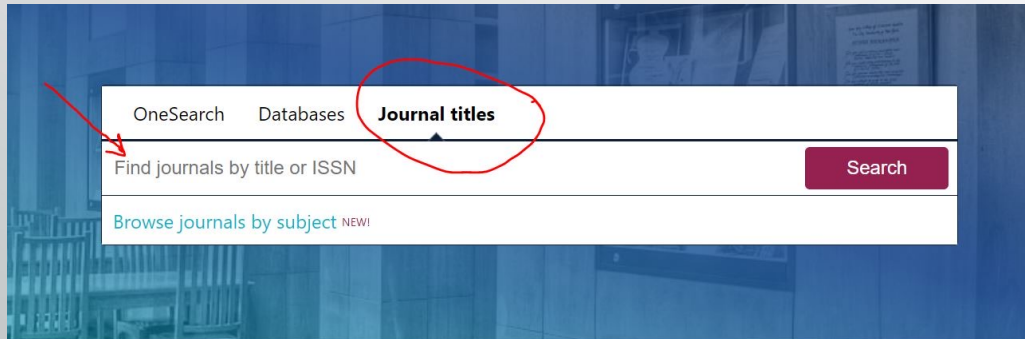 OneSearch Databases Journal titles
Find journals by title or ISSN Search
Browse journals by subject NEW!